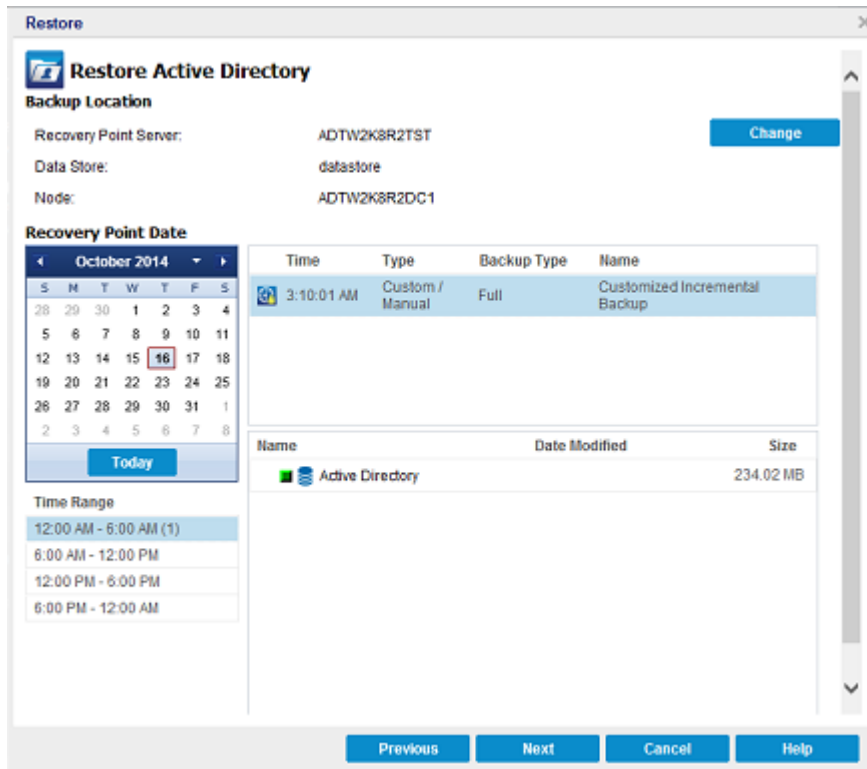 Restore
Restore Active Directory
Backup Location
Recovery Point Server: ADTW2K8R2TST Change
Data Store: datastore
Node: ADTW2K8R2DC1
Recovery Point Date
October 2014
S M T W T F S
28 29 30 1 2 3 4
5 6 7 8 9 10 11
12 13 14 15 16 17 18
19 20 21 22 23 24 25
26 27 28 29 30 31 1
2 3 4 5 6 7 8
Today
Time Range
12:00 AM - 6:00 AM (1)
6:00 AM - 12:00 PM
12:00 PM - 6:00 PM
6:00 PM - 12:00 AM
Time Type Backup Type Name
3:10:01 AM Custom / Manual Full Customized Incremental Backup
Name Date Modified Size
Active Directory 234.02 MB
Previous Next Cancel Help